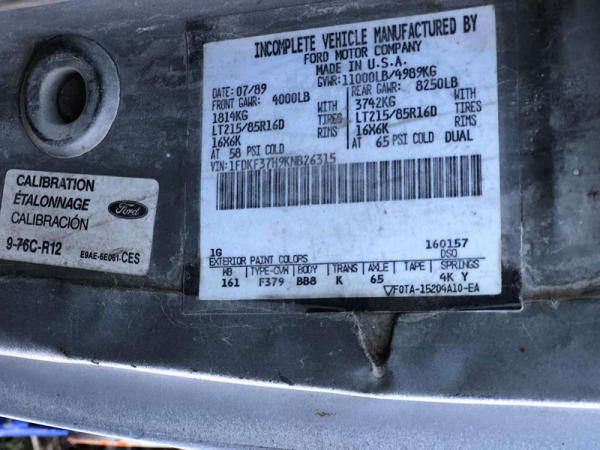 INCOMPLETE VEHICLE MANUFACTURED BY
FORD MOTOR COMPANY
MADE IN U.S.A.
DATE: 07/89 GVWR: 11000LB/4989KG
FRONT GAWR: 4000LB REAR GAWR: 8250LB
1814KG WITH 3742KG WITH
LT215/85R16D TIRES LT215/85R16D TIRES
16X6K RIMS 16X6K RIMS
AT 58 PSI COLD AT 65 PSI COLD DUAL
VIN: 1FDKF37H9KNB26315
1G 160157
EXTERIOR PAINT COLORS DSO
WB TYPE-GVW BODY TRANS AXLE TAPE SPRINGS
161 F379 BB8 K 65 4K Y
F0TA-15204A10-EA
CALIBRATION
ÉTALONNAGE
CALIBRACIÓN
Ford
9-76C-R12 E9AE-6E061-CES